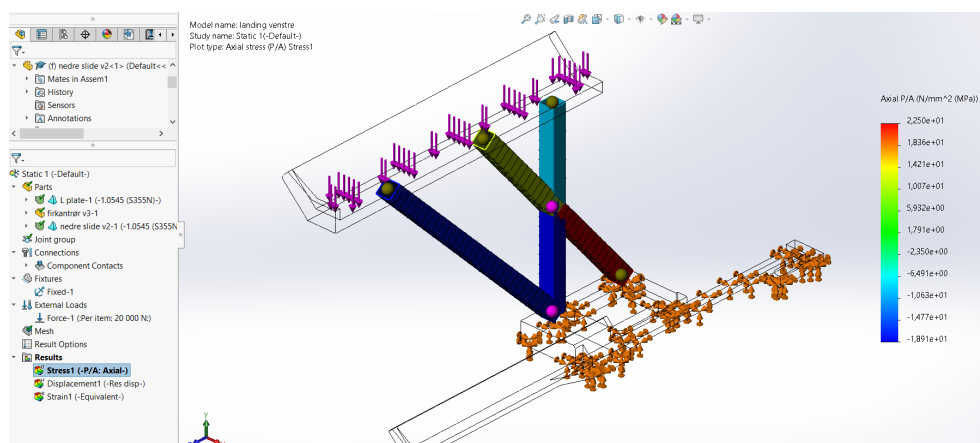 Model name: landing venstre
Study name: Static 1(-Default-)
Plot type: Axial stress (P/A) Stress1
(f) nedre slide v2<1> (Default<<
Mates in Assem1
History
Sensors
Annotations
Static 1 (-Default-)
Parts
L plate-1 (-1.0545 (S355N)-)
firkantrør v3-1
nedre slide v2-1 (-1.0545 (S355N
Joint group
Connections
Component Contacts
Fixtures
Fixed-1
External Loads
Force-1 (:Per item: 20 000 N:)
Mesh
Result Options
Results
Stress1 (-P/A: Axial-)
Displacement1 (-Res disp-)
Strain1 (-Equivalent-)
Y
Axial P/A (N/mm^2 (MPa))
2,250e+01
1,836e+01
1,421e+01
1,007e+01
5,932e+00
1,791e+00
-2,350e+00
-6,491e+00
-1,063e+01
-1,477e+01
-1,891e+01